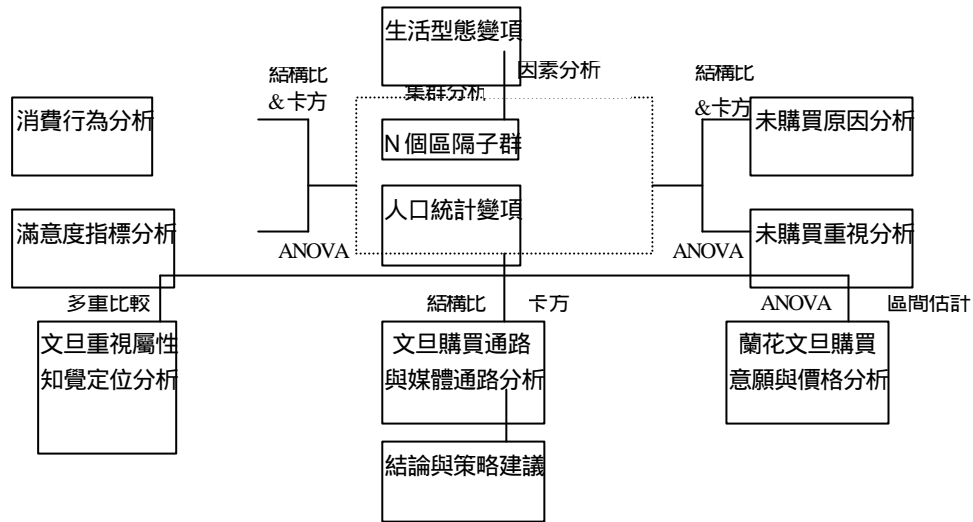 生活型態變項
因素分析
結構比
&卡方
集群分析
結構比
&卡方
消費行為分析
N個區隔子群
未購買原因分析
人口統計變項
滿意度指標分析
ANOVA
ANOVA
未購買重視分析
多重比較
結構比
卡方
ANOVA
區間估計
文旦重視屬性
知覺定位分析
文旦購買通路
與媒體通路分析
蘭花文旦購買
意願與價格分析
結論與策略建議